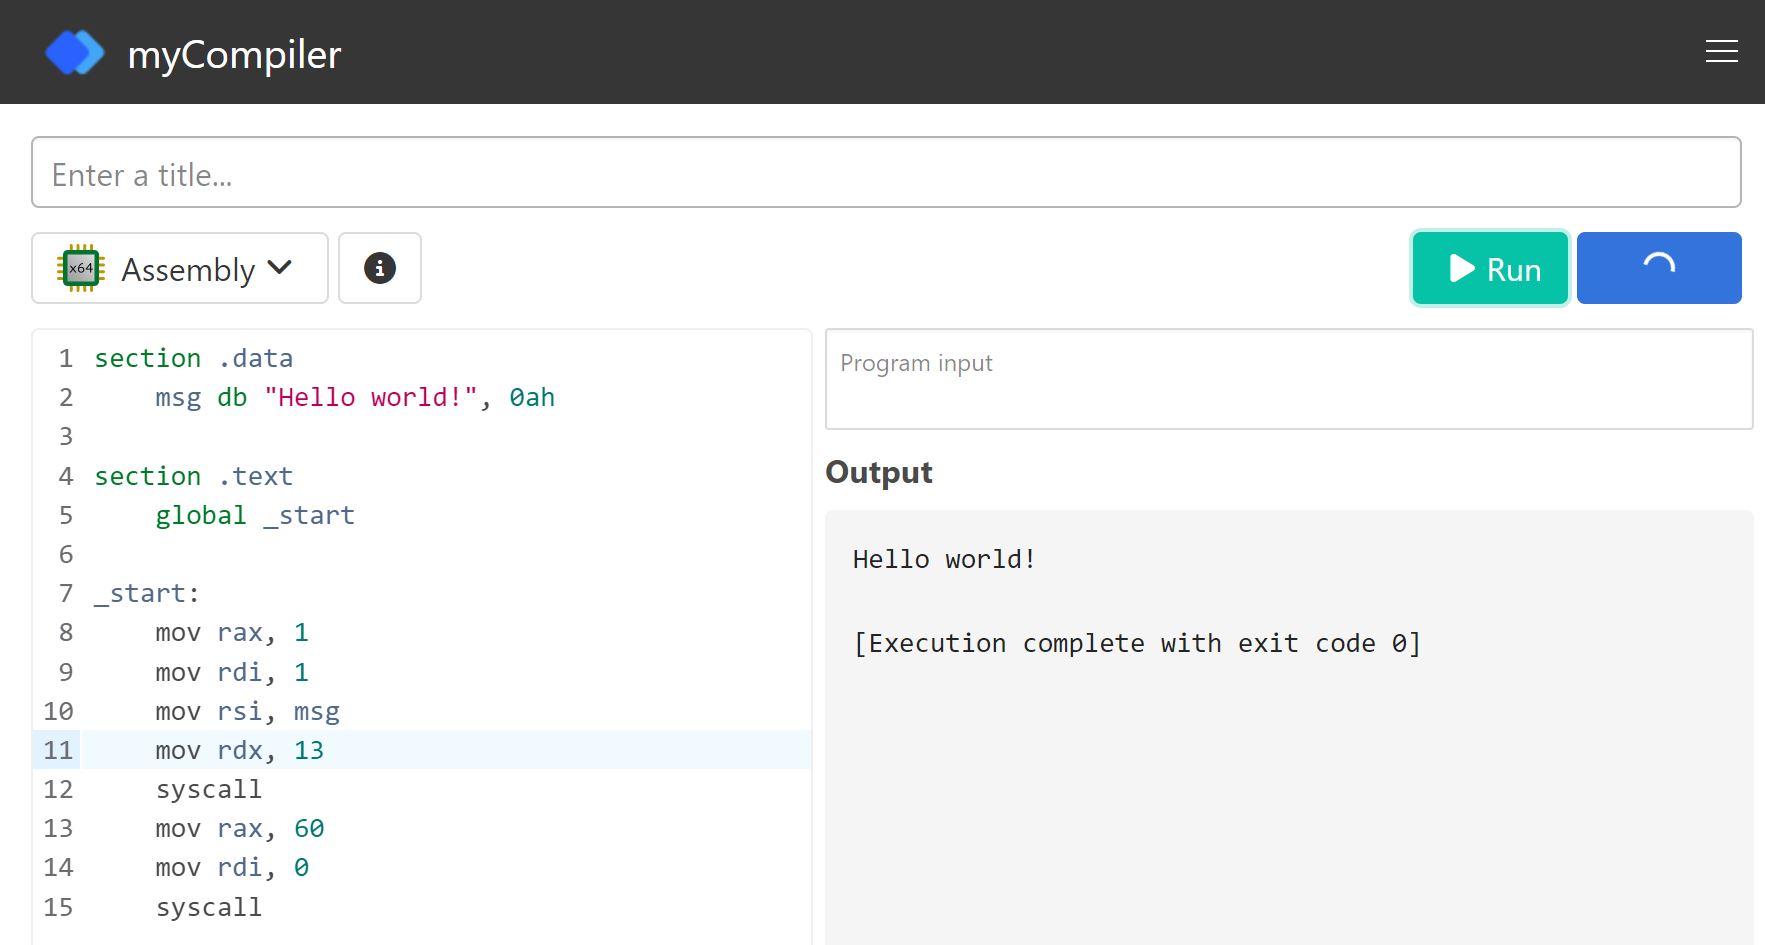 myCompiler
Enter a title...
x64 Assembly
Run
1 section .data
2     msg db "Hello world!", 0ah
3
4 section .text
5     global _start
6
7 _start:
8     mov rax, 1
9     mov rdi, 1
10     mov rsi, msg
11     mov rdx, 13
12     syscall
13     mov rax, 60
14     mov rdi, 0
15     syscall
Program input
Output
Hello world!
[Execution complete with exit code 0]